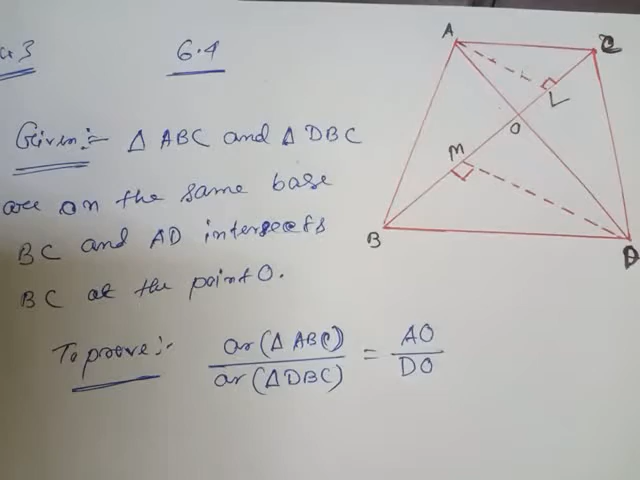 6.4
Given:- Δ ABC and Δ DBC
are on the same base
BC and AD intersects
BC at the point O.
To prove:- ar(Δ ABC) / ar(Δ DBC) = AO / DO
A
C
L
O
M
B
D